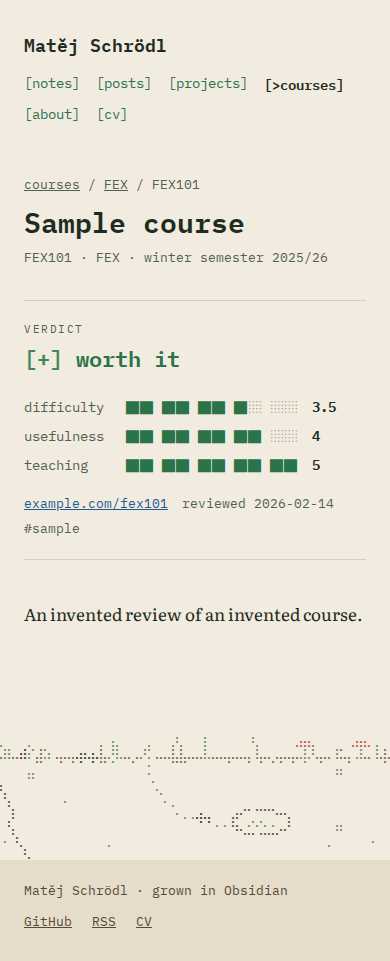 Matěj Schrödl
[notes] [posts] [projects] [>courses]
[about] [cv]
courses / FEX / FEX101
Sample course
FEX101 · FEX · winter semester 2025/26
VERDICT
[+] worth it
difficulty 3.5
usefulness 4
teaching 5
example.com/fex101 reviewed 2026-02-14
#sample
An invented review of an invented course.
Matěj Schrödl · grown in Obsidian
GitHub RSS CV